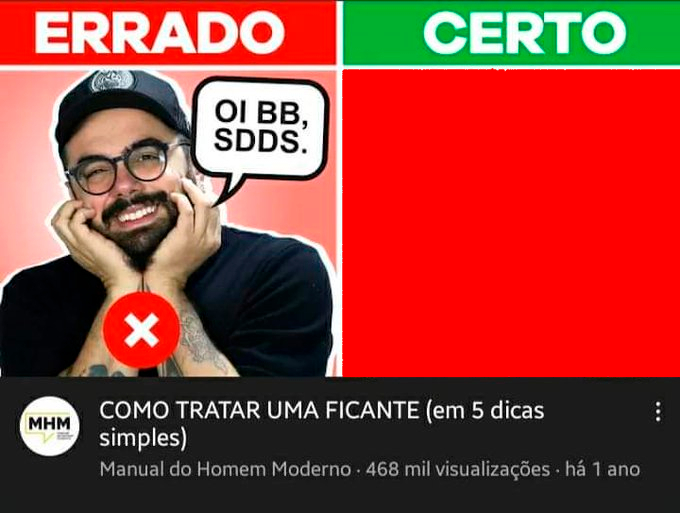 ERRADO
CERTO
OI BB,
SDDS.
MHM
COMO TRATAR UMA FICANTE (em 5 dicas
simples)
Manual do Homem Moderno · 468 mil visualizações · há 1 ano